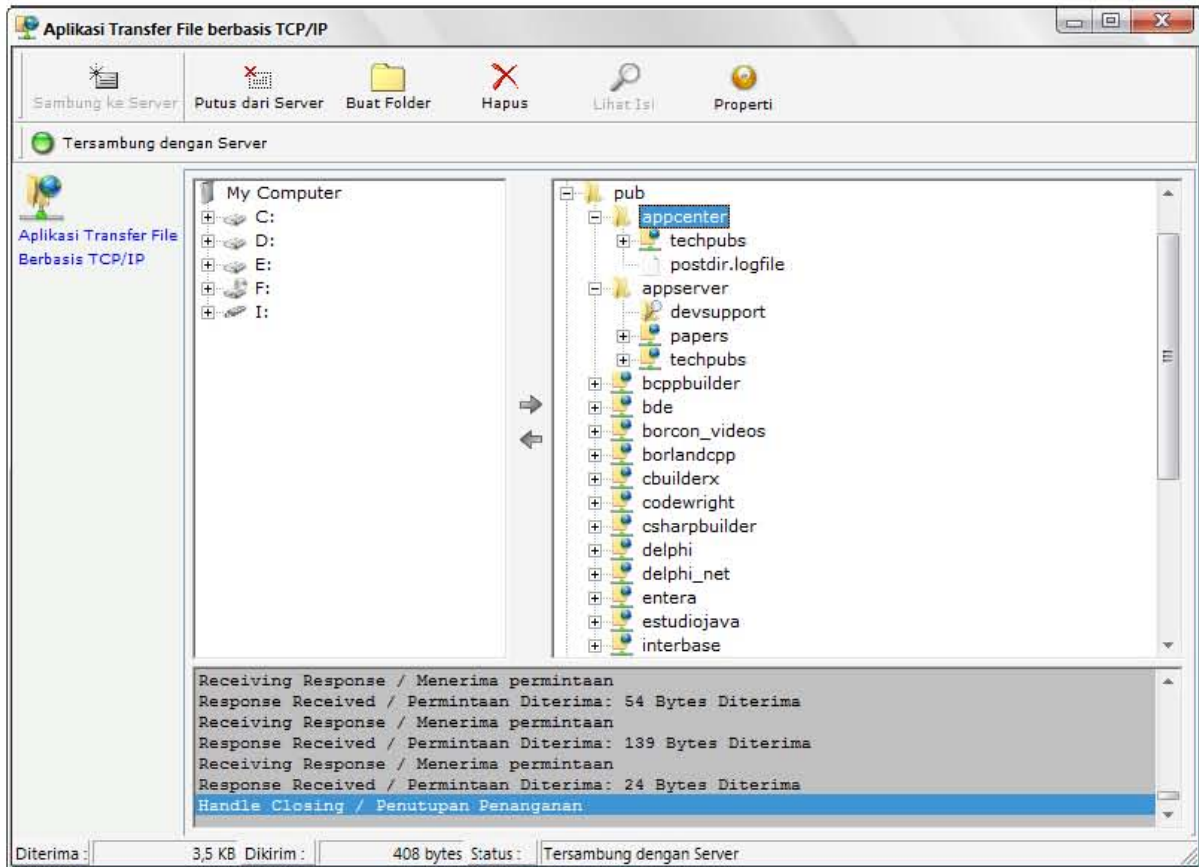 Aplikasi Transfer File berbasis TCP/IP
Sambung ke Server
Putus dari Server
Buat Folder
Hapus
Lihat Isi
Properti
Tersambung dengan Server
Aplikasi Transfer File
Berbasis TCP/IP
My Computer
C:
D:
E:
F:
I:
pub
appcenter
techpubs
postdir.logfile
appserver
devsupport
papers
techpubs
bcppbuilder
bde
borcon_videos
borlandcpp
cbuilderx
codewright
csharpbuilder
delphi
delphi_net
entera
estudiojava
interbase
Receiving Response / Menerima permintaan
Response Received / Permintaan Diterima: 54 Bytes Diterima
Receiving Response / Menerima permintaan
Response Received / Permintaan Diterima: 139 Bytes Diterima
Receiving Response / Menerima permintaan
Response Received / Permintaan Diterima: 24 Bytes Diterima
Handle Closing / Penutupan Penanganan
Diterima : 3,5 KB Dikirim : 408 bytes Status : Tersambung dengan Server